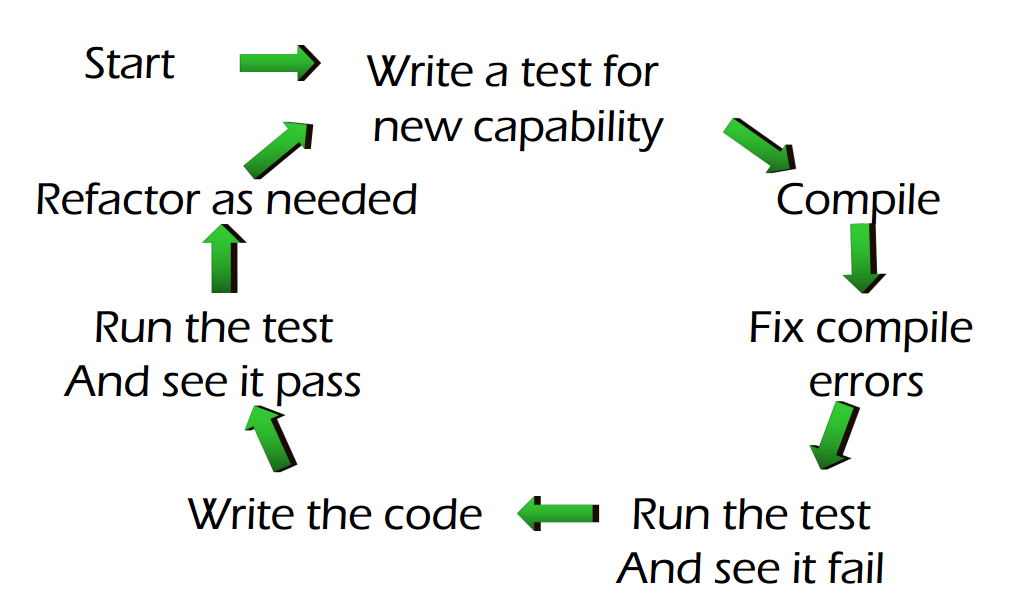 Start
Write a test for
new capability
Compile
Fix compile
errors
Run the test
And see it fail
Write the code
Run the test
And see it pass
Refactor as needed